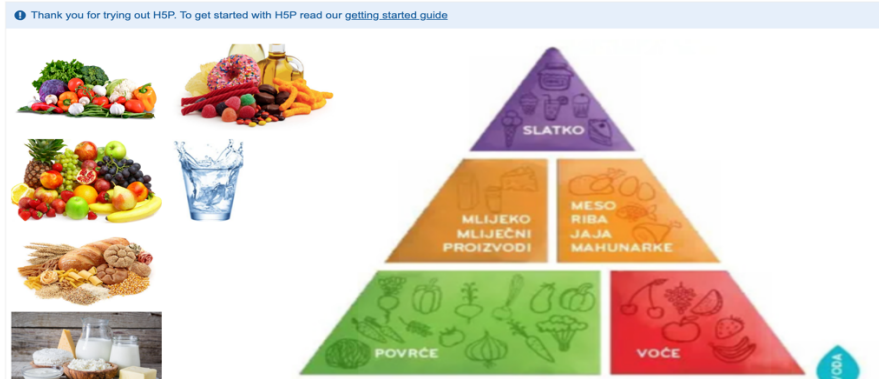 Thank you for trying out H5P. To get started with H5P read our getting started guide
SLATKO
MLIJEKO
MLIJEČNI
PROIZVODI
MESO
RIBA
JAJA
MAHUNARKE
POVRĆE
VOĆE
VODA